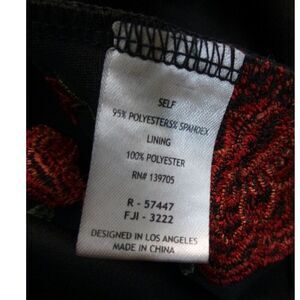 SELF
95% POLYESTER5% SPANDEX
LINING
100% POLYESTER
RN# 139705
R - 57447
FJI - 3222
DESIGNED IN LOS ANGELES
MADE IN CHINA